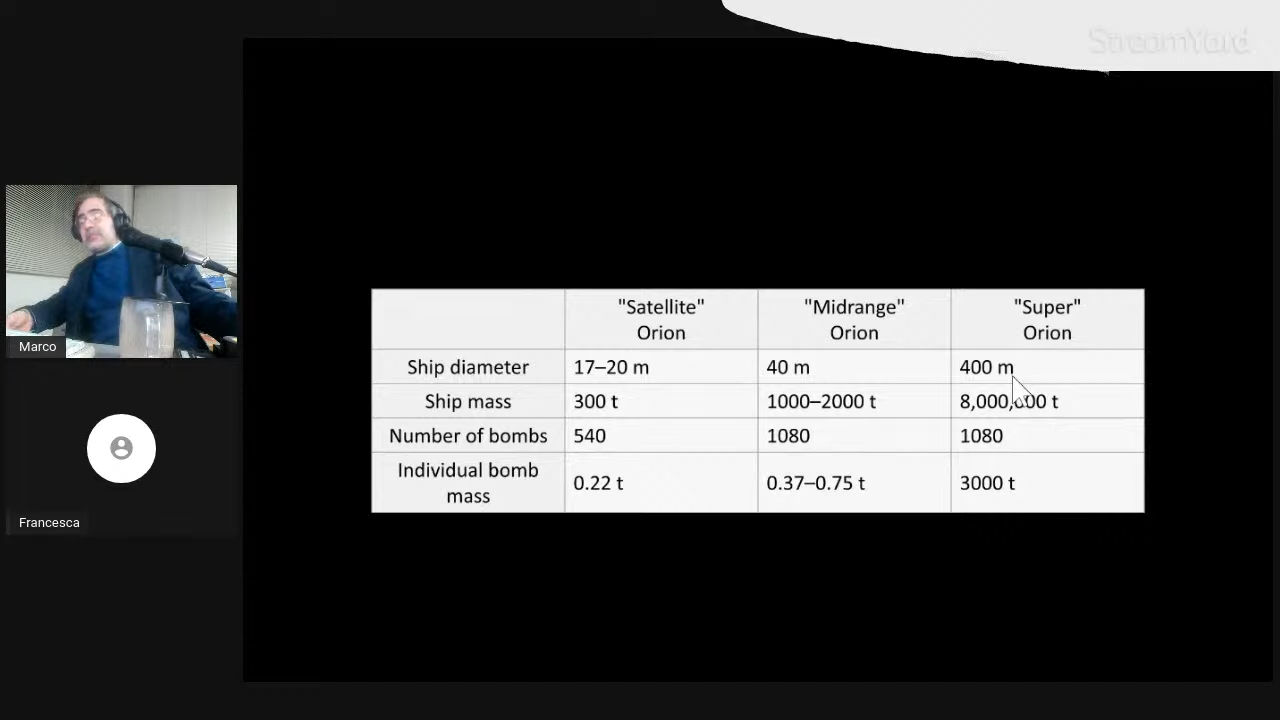 StreamYard
"Satellite" "Midrange" "Super"
Orion Orion Orion
Ship diameter 17–20 m 40 m 400 m
Ship mass 300 t 1000–2000 t 8,000,000 t
Number of bombs 540 1080 1080
Individual bomb
mass 0.22 t 0.37–0.75 t 3000 t
Marco
Francesca